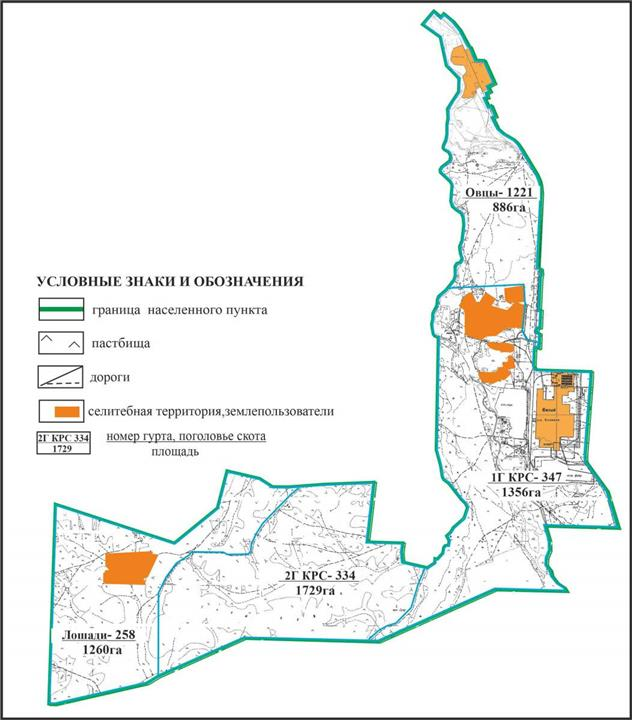 Овцы- 1221
886га
УСЛОВНЫЕ ЗНАКИ И ОБОЗНАЧЕНИЯ
граница населенного пункта
пастбища
дороги
селитебная территория,землепользователи
2Г КРС 334
1729
номер гурта, поголовье скота
площадь
1Г КРС- 347
1356га
2Г КРС- 334
1729га
Лошади- 258
1260га